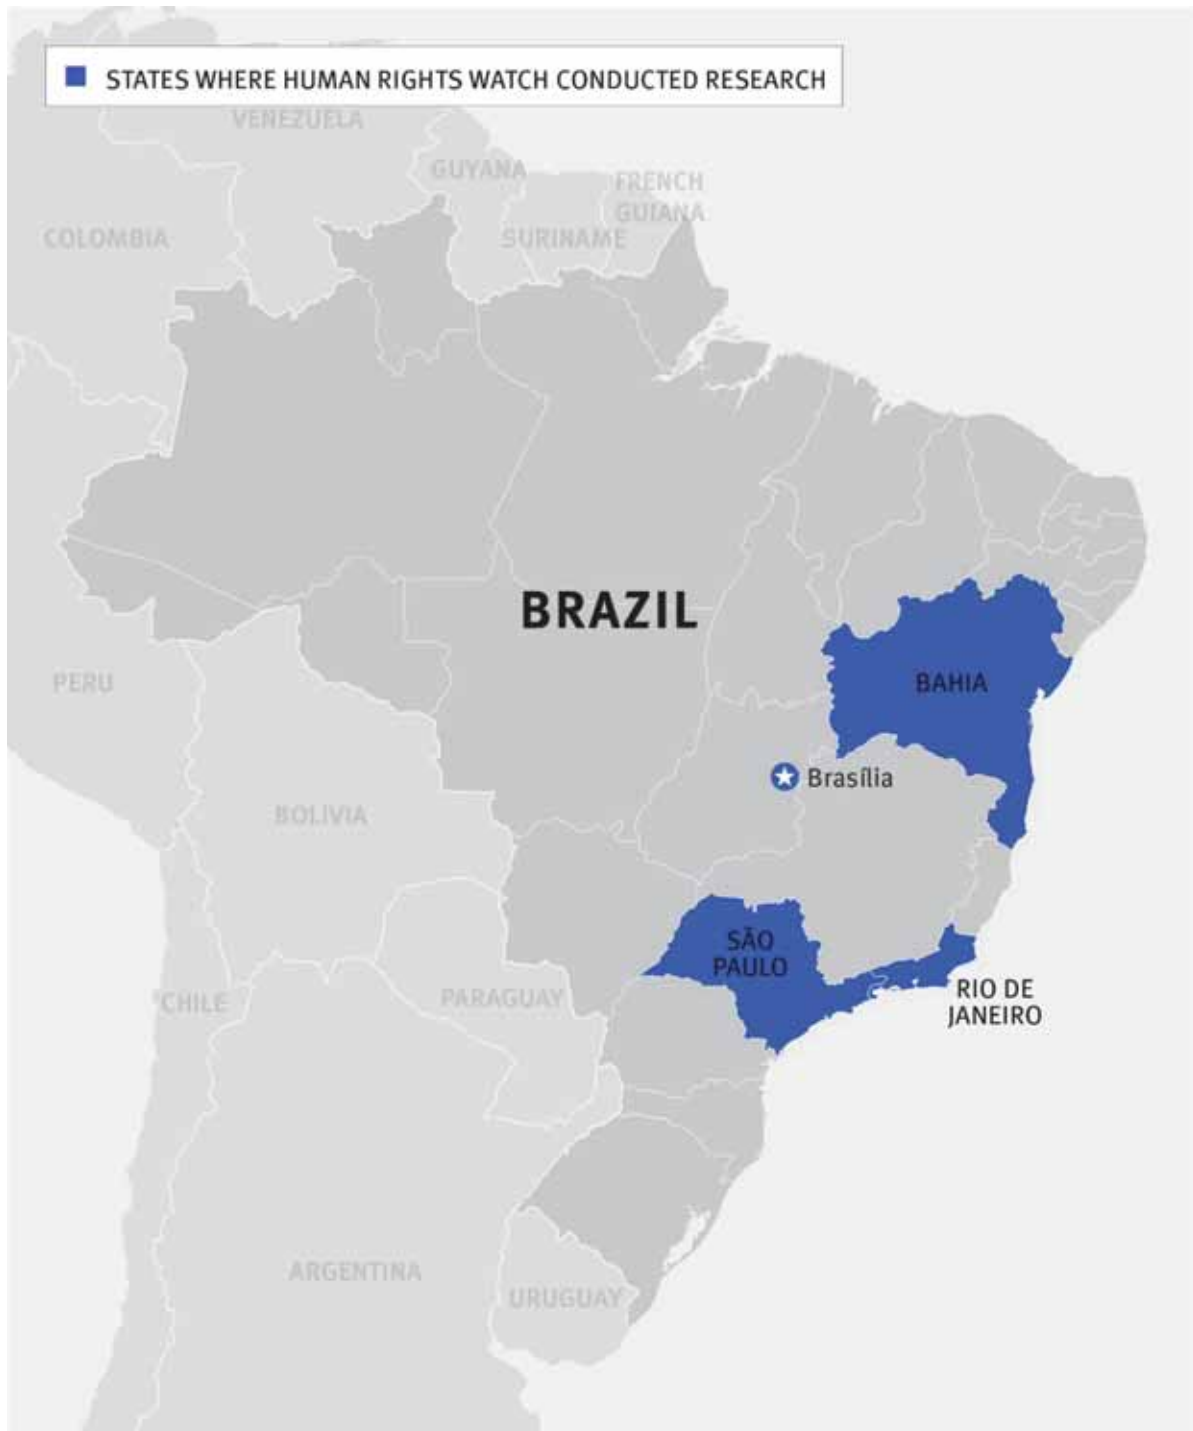 STATES WHERE HUMAN RIGHTS WATCH CONDUCTED RESEARCH
VENEZUELA
GUYANA
FRENCH
GUIANA
SURINAME
COLOMBIA
BRAZIL
PERU
BAHIA
Brasília
BOLIVIA
SÃO
PAULO
RIO DE
JANEIRO
CHILE
PARAGUAY
ARGENTINA
URUGUAY